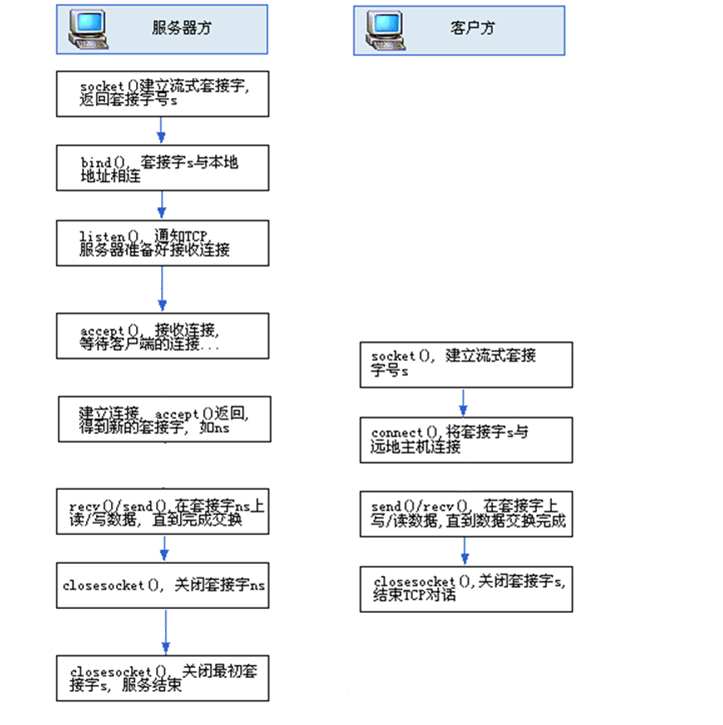 服务器方
socket()建立流式套接字,
返回套接字号s
bind(), 套接字s与本地
地址相连
listen(), 通知TCP,
服务器准备好接收连接
accept(), 接收连接,
等待客户端的连接...
建立连接, accept()返回,
得到新的套接字, 如ns
recv()/send(),在套接字ns上
读/写数据, 直到完成交换
closesocket(), 关闭套接字ns
closesocket(), 关闭最初套
接字s, 服务结束
客户方
socket(), 建立流式套接
字号s
connect(),将套接字s与
远地主机连接
send()/recv(), 在套接字上
写/读数据,直到数据交换完成
closesocket(),关闭套接字s,
结束TCP对话